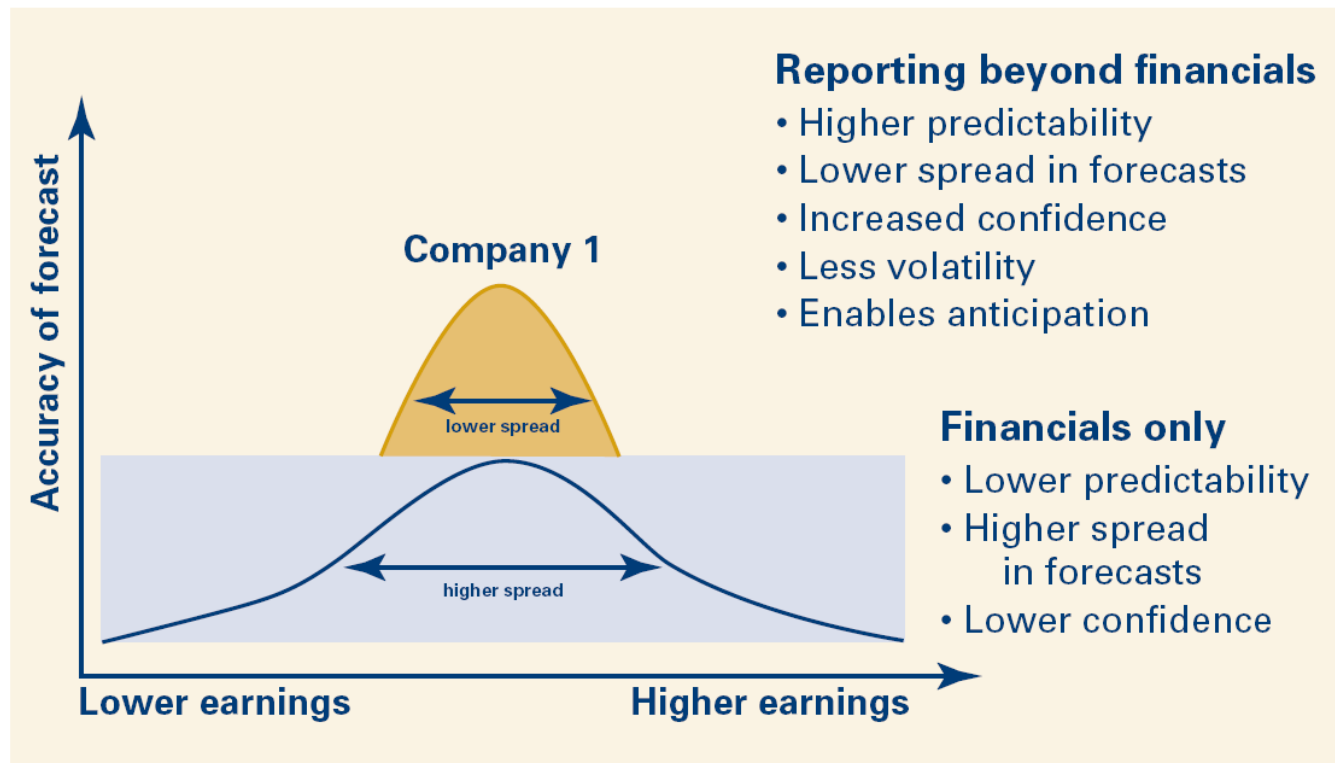 Reporting beyond financials
• Higher predictability
• Lower spread in forecasts
• Increased confidence
• Less volatility
• Enables anticipation
Accuracy of forecast
Company 1
lower spread
higher spread
Financials only
• Lower predictability
• Higher spread
in forecasts
• Lower confidence
Lower earnings
Higher earnings